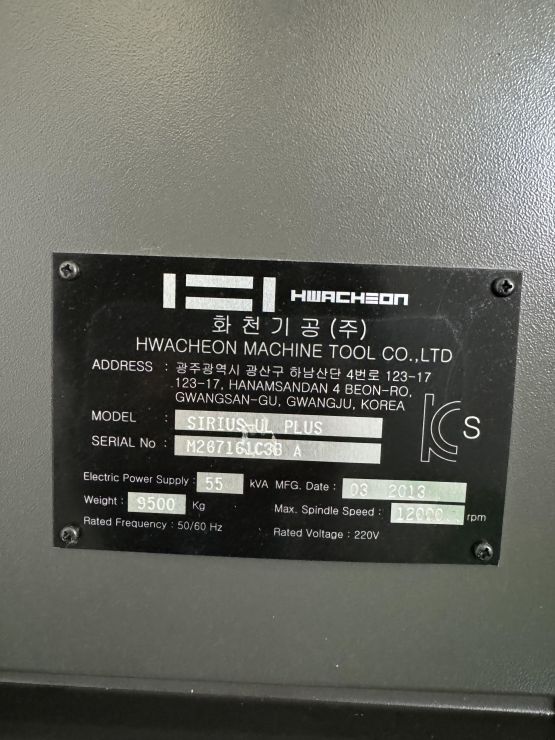 HWACHEON
화천기공(주)
HWACHEON MACHINE TOOL CO.,LTD
ADDRESS : 광주광역시 광산구 하남산단 4번로 123-17
123-17, HANAMSANDAN 4 BEON-RO,
GWANGSAN-GU, GWANGJU, KOREA
MODEL : SIRIUS-UL PLUS
SERIAL No : M267161C3B A
KC S
Electric Power Supply : 55 kVA MFG. Date : 03 2013
Weight : 9500 Kg Max. Spindle Speed : 12000 rpm
Rated Frequency : 50/60 Hz Rated Voltage : 220V